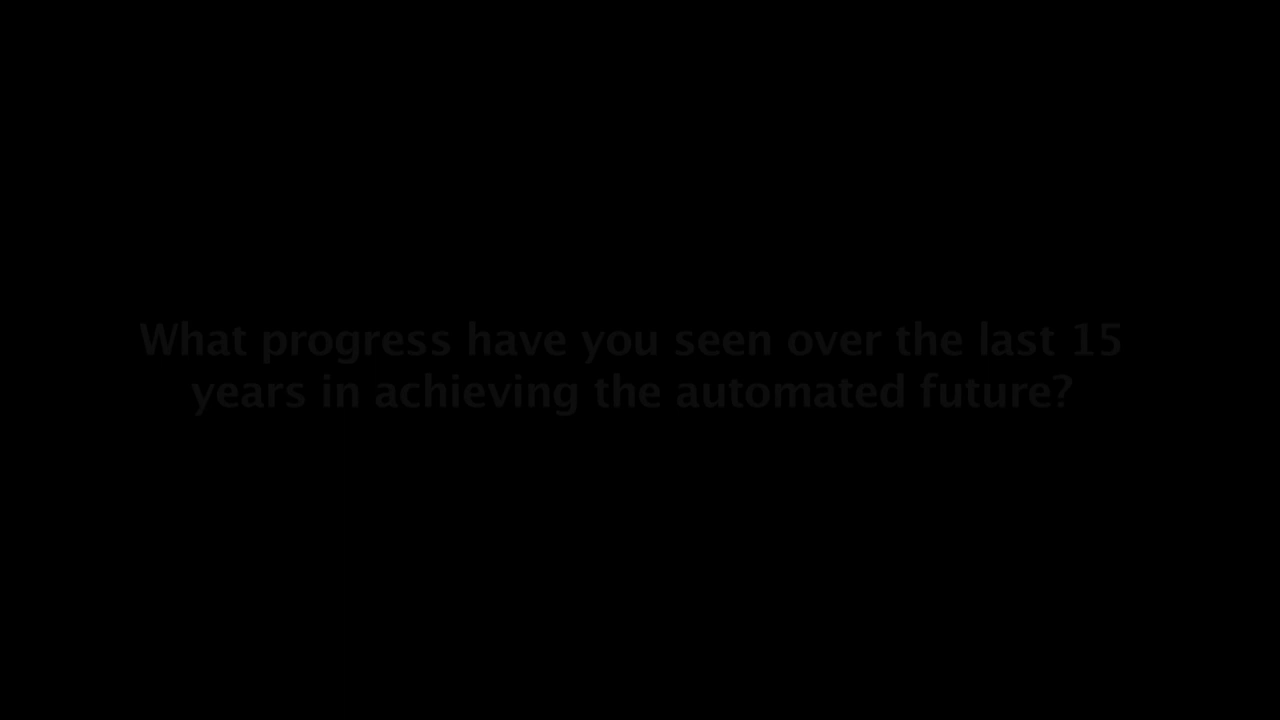 What progress have you seen over the last 15
years in achieving the automated future?